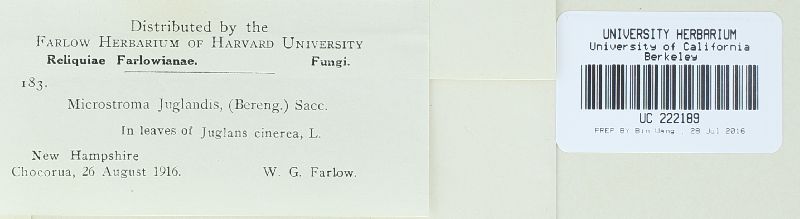 Distributed by the
FARLOW HERBARIUM OF HARVARD UNIVERSITY
Reliquiae Farlowianae. Fungi.
183.
Microstroma Juglandis, (Bereng.) Sacc.
In leaves of Juglans cinerea, L.
New Hampshire
Chocorua, 26 August 1916. W. G. Farlow.
UNIVERSITY HERBARIUM
University of California
Berkeley
UC 222189
PREP BY Bin Wang , 28 Jul 2016